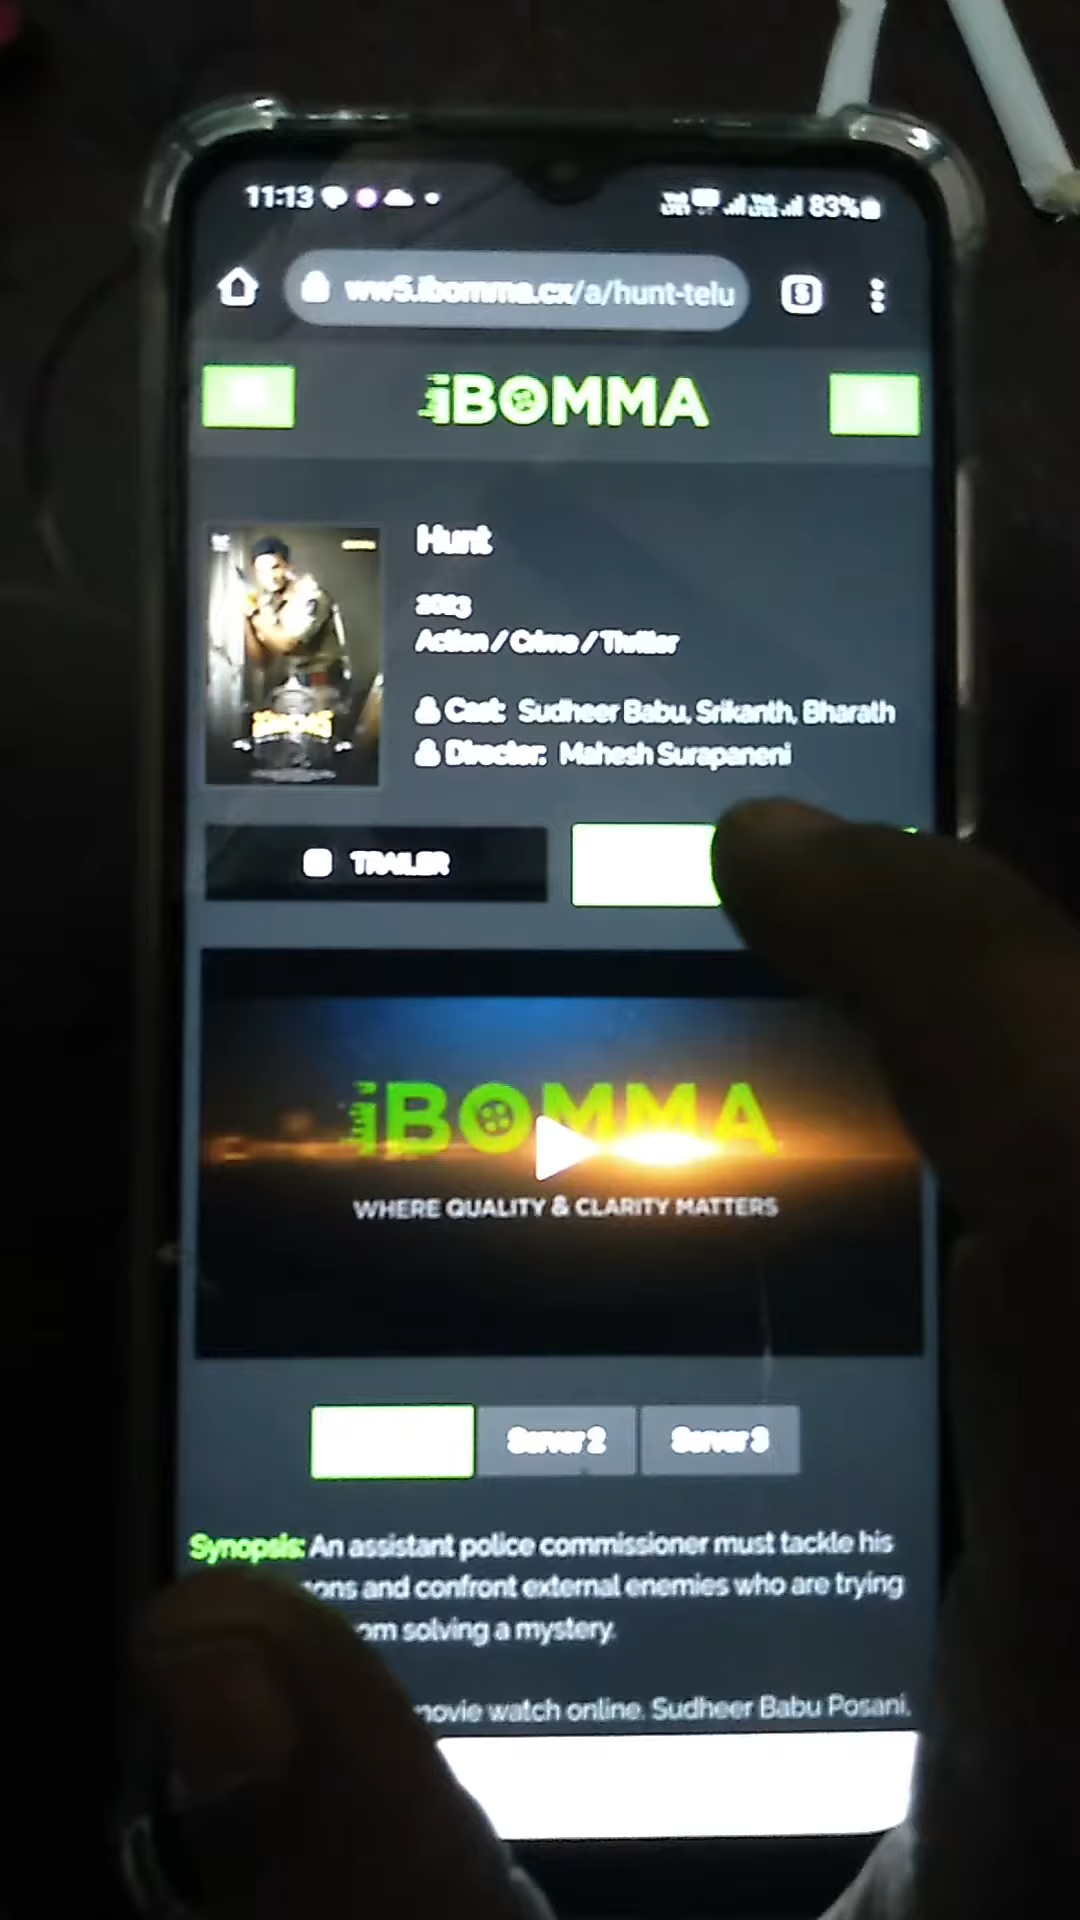 11:13
83%
ww5.ibomma.cx/a/hunt-telu
iBOMMA
Hunt
2023
Action / Crime / Thriller
Cast: Sudheer Babu, Srikanth, Bharath
Director: Mahesh Surapaneni
TRAILER
iBOMMA
WHERE QUALITY & CLARITY MATTERS
Server 2
Server 3
Synopsis: An assistant police commissioner must tackle his
and confront external enemies who are trying
solving a mystery.
movie watch online. Sudheer Babu Posani,